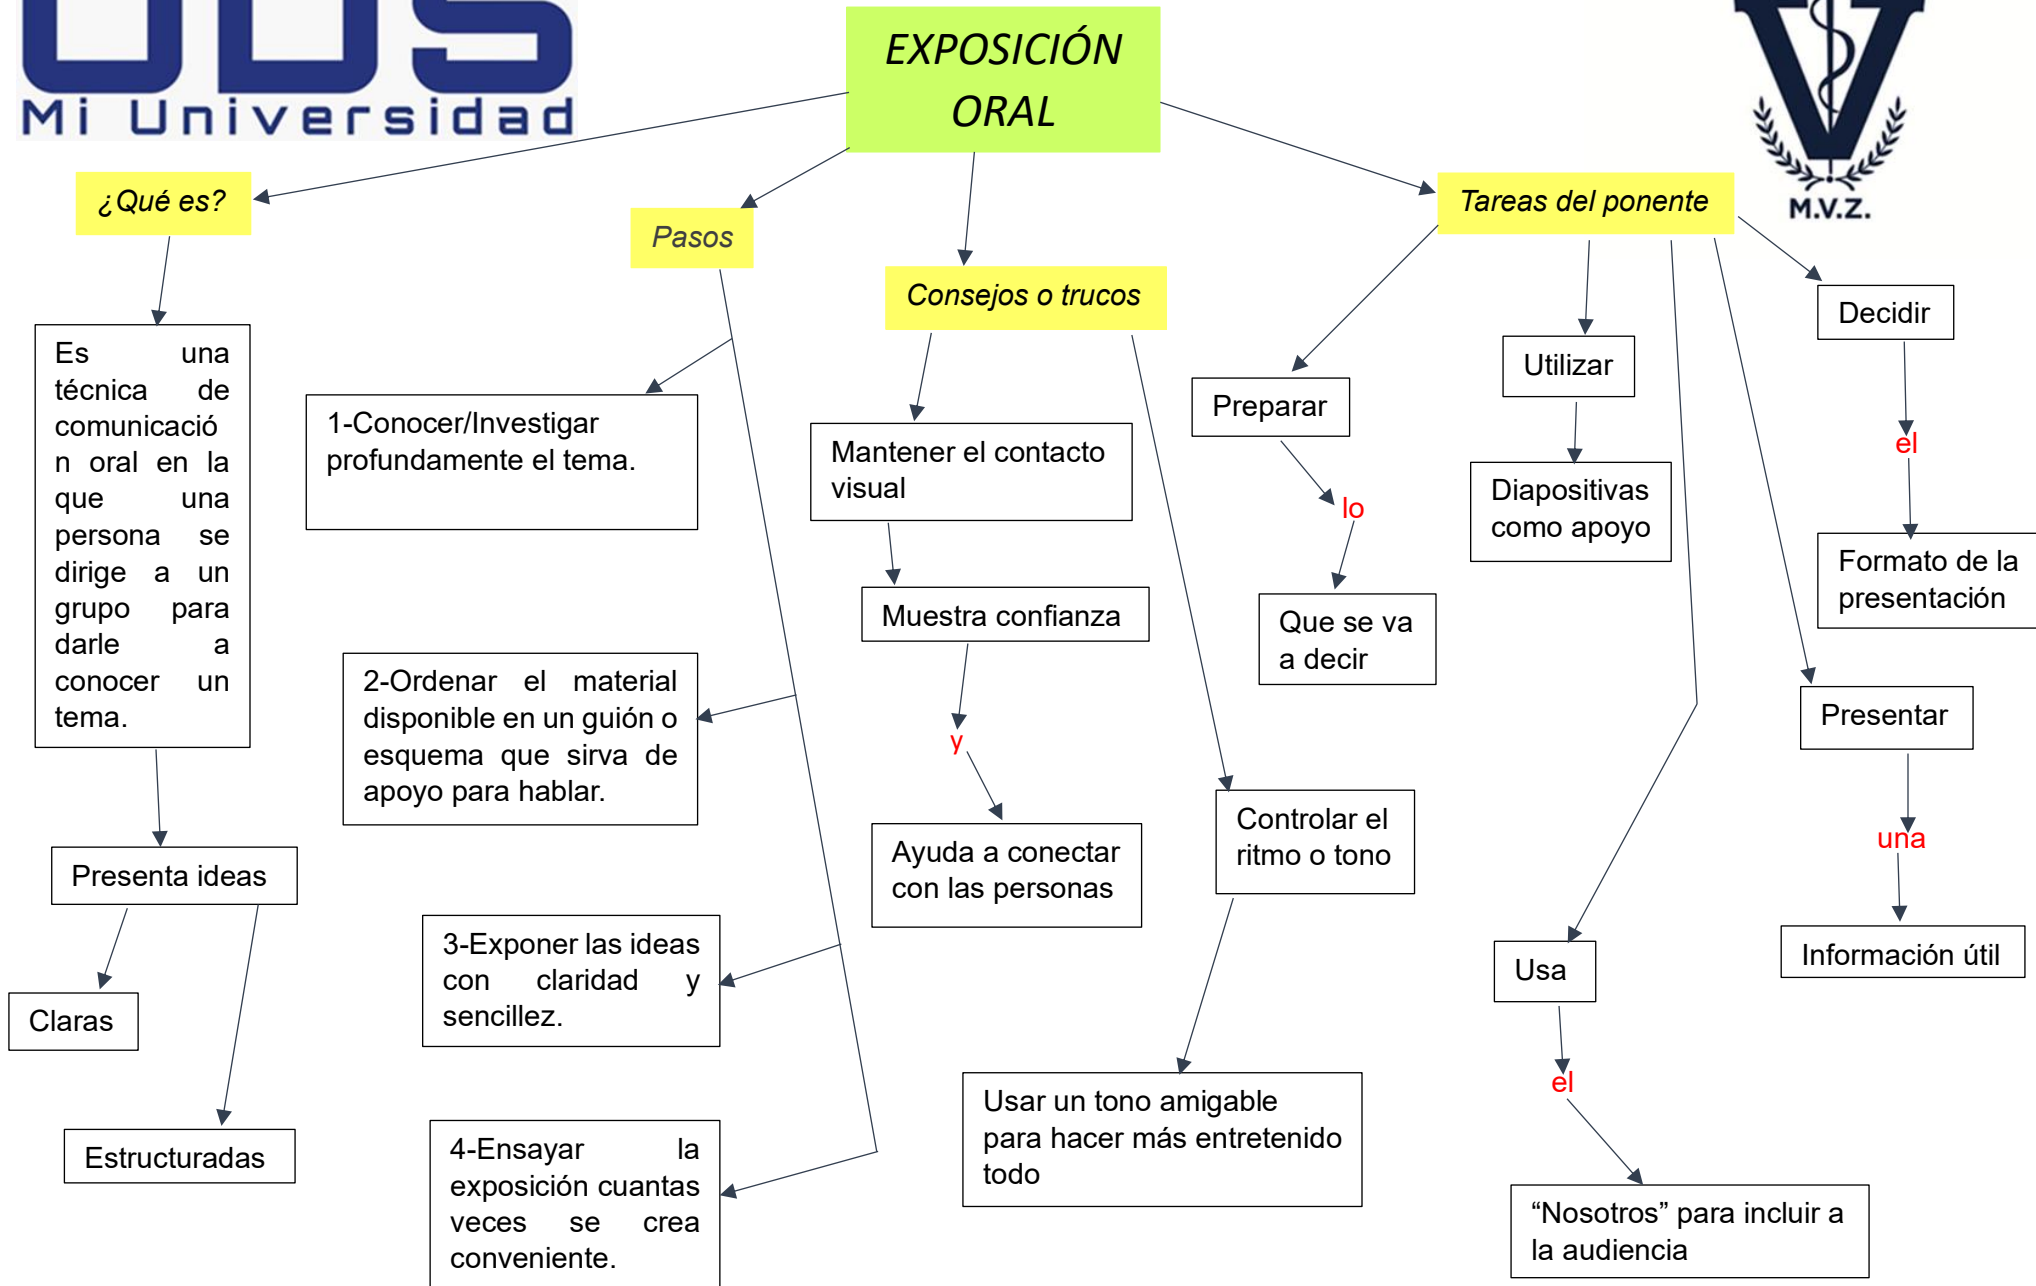 UDS
Mi Universidad
EXPOSICIÓN
ORAL
V
M.V.Z.
¿Qué es?
Es una
técnica de
comunicació
n oral en la
que una
persona se
dirige a un
grupo para
darle a
conocer un
tema.
Presenta ideas
Claras
Estructuradas
Pasos
1-Conocer/Investigar
profundamente el tema.
2-Ordenar el material
disponible en un guión o
esquema que sirva de
apoyo para hablar.
3-Exponer las ideas
con claridad y
sencillez.
4-Ensayar la
exposición cuantas
veces se crea
conveniente.
Consejos o trucos
Mantener el contacto
visual
Muestra confianza
y
Ayuda a conectar
con las personas
Controlar el
ritmo o tono
Usar un tono amigable
para hacer más entretenido
todo
Tareas del ponente
Preparar
lo
Que se va
a decir
Utilizar
Diapositivas
como apoyo
Usa
el
“Nosotros” para incluir a
la audiencia
Presentar
una
Información útil
Decidir
el
Formato de la
presentación